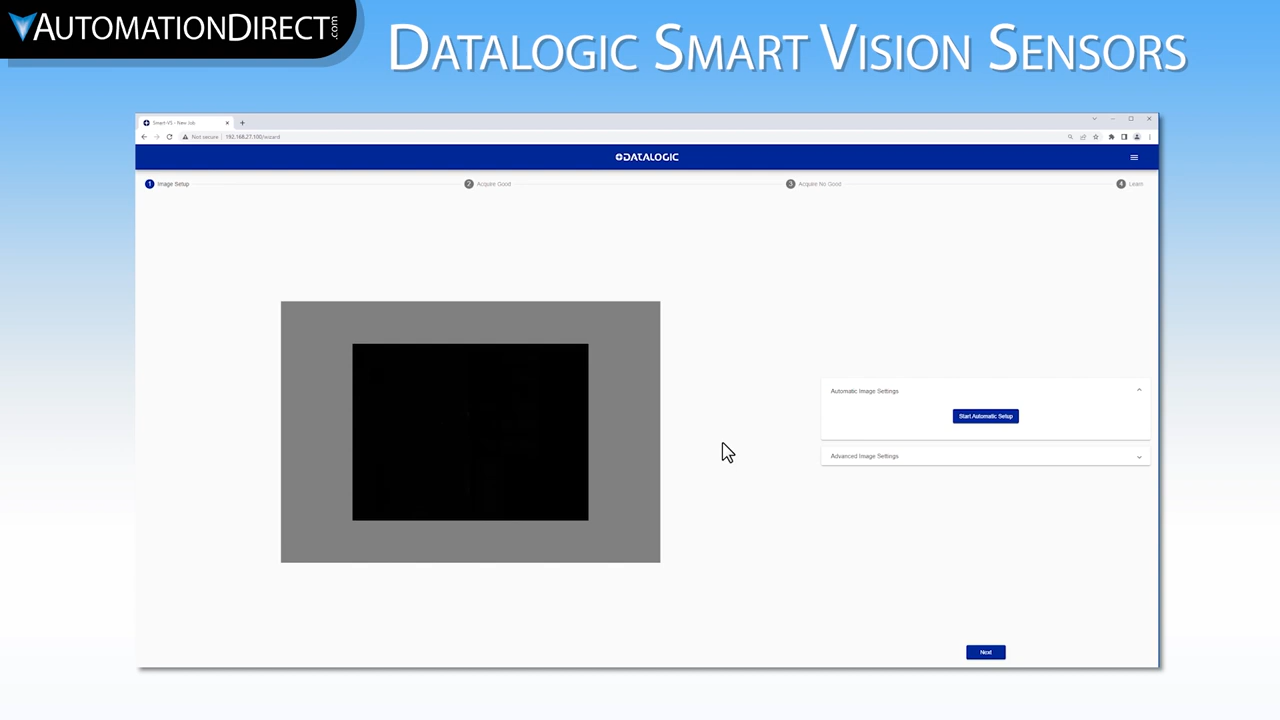 AUTOMATIONDIRECT.com
DATALOGIC SMART VISION SENSORS
Smart-VS - New Job
Not secure 192.168.27.100/wizard
DATALOGIC
1 Image Setup
2 Acquire Good
3 Acquire No Good
4 Learn
Automatic Image Settings
Start Automatic Setup
Advanced Image Settings
Next